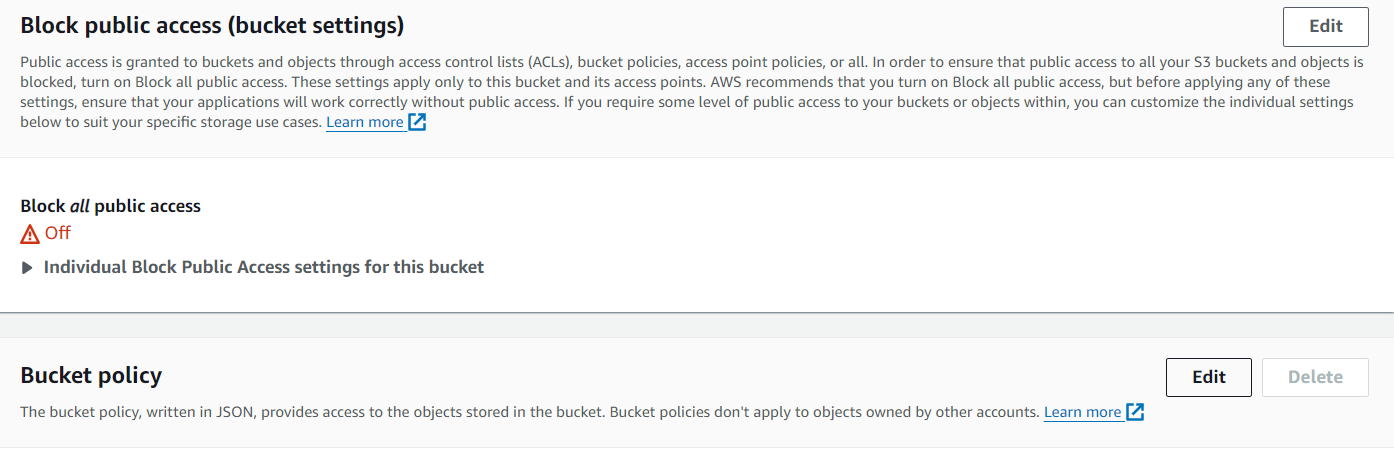 Block public access (bucket settings)
Edit
Public access is granted to buckets and objects through access control lists (ACLs), bucket policies, access point policies, or all. In order to ensure that public access to all your S3 buckets and objects is
blocked, turn on Block all public access. These settings apply only to this bucket and its access points. AWS recommends that you turn on Block all public access, but before applying any of these
settings, ensure that your applications will work correctly without public access. If you require some level of public access to your buckets or objects within, you can customize the individual settings
below to suit your specific storage use cases. Learn more
Block all public access
Off
Individual Block Public Access settings for this bucket
Bucket policy
Edit
Delete
The bucket policy, written in JSON, provides access to the objects stored in the bucket. Bucket policies don't apply to objects owned by other accounts. Learn more